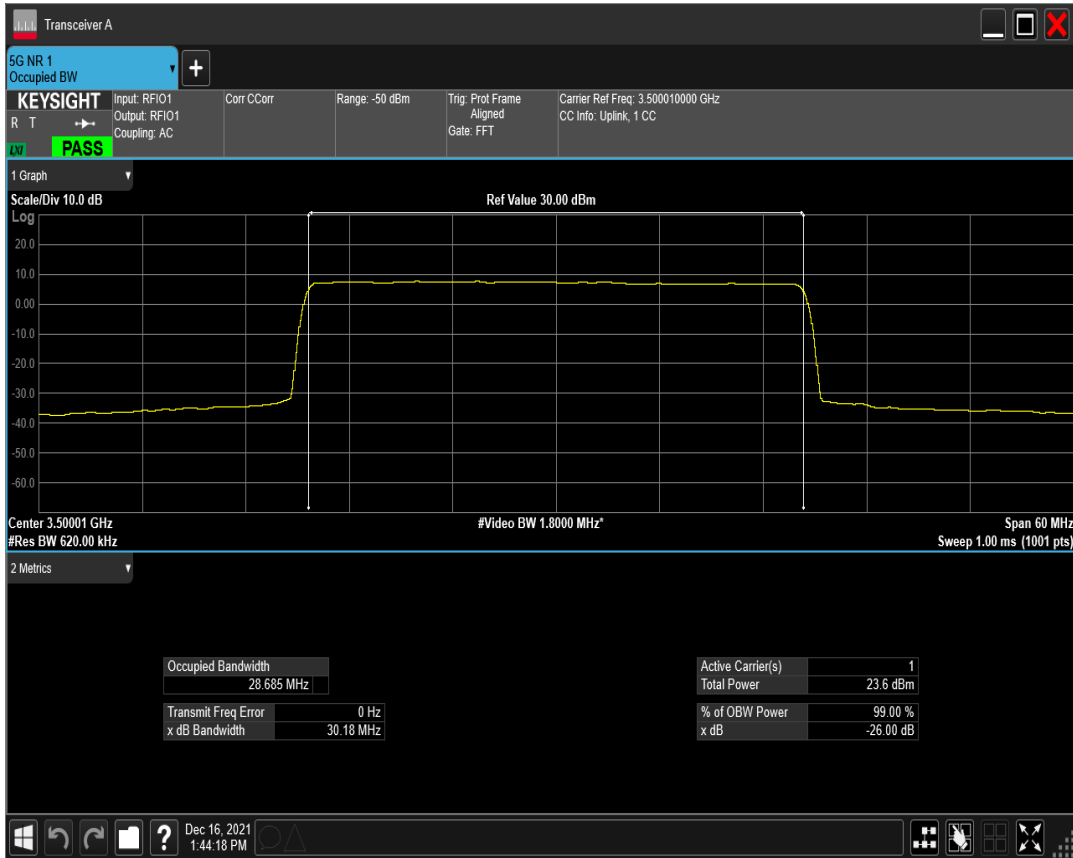 Transceiver A
5G NR 1
Occupied BW
KEYSIGHT
R T
LXI
PASS
Input: RFIO1
Output: RFIO1
Coupling: AC
Corr CCorr
Range: -50 dBm
Trig: Prot Frame
Aligned
Gate: FFT
Carrier Ref Freq: 3.500010000 GHz
CC Info: Uplink, 1 CC
1 Graph
Scale/Div 10.0 dB
Ref Value 30.00 dBm
Log
20.0
10.0
0.00
-10.0
-20.0
-30.0
-40.0
-50.0
-60.0
Center 3.50001 GHz
#Video BW 1.8000 MHz*
Span 60 MHz
#Res BW 620.00 kHz
Sweep 1.00 ms (1001 pts)
2 Metrics
Occupied Bandwidth
28.685 MHz
Transmit Freq Error 0 Hz
x dB Bandwidth 30.18 MHz
Active Carrier(s) 1
Total Power 23.6 dBm
% of OBW Power 99.00 %
x dB -26.00 dB
?
Dec 16, 2021
1:44:18 PM